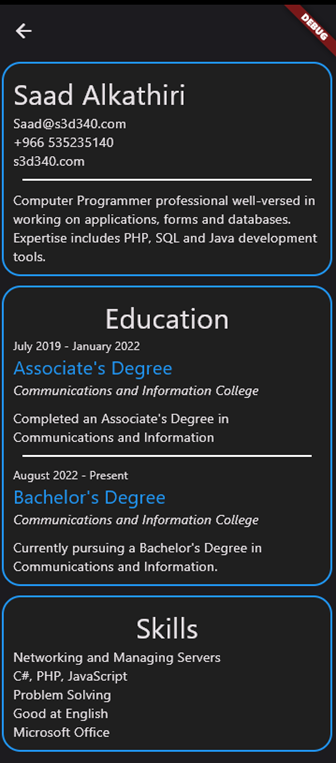 DEBUG
Saad Alkathiri
Saad@s3d340.com
+966 535235140
s3d340.com
Computer Programmer professional well-versed in
working on applications, forms and databases.
Expertise includes PHP, SQL and Java development
tools.
Education
July 2019 - January 2022
Associate's Degree
Communications and Information College
Completed an Associate's Degree in
Communications and Information
August 2022 - Present
Bachelor's Degree
Communications and Information College
Currently pursuing a Bachelor's Degree in
Communications and Information.
Skills
Networking and Managing Servers
C#, PHP, JavaScript
Problem Solving
Good at English
Microsoft Office